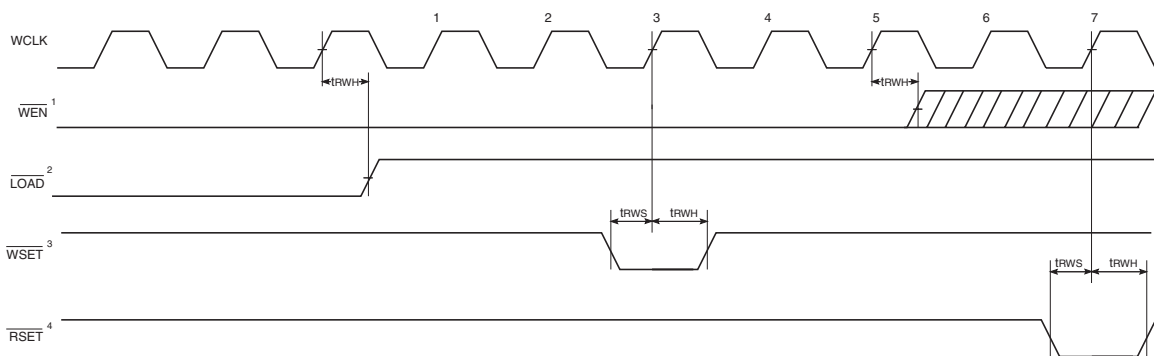 1 2 3 4 5 6 7
WCLK
tRWH tRWH
WEN 1
LOAD 2
tRWS tRWH
WSET 3
tRWS tRWH
RSET 4